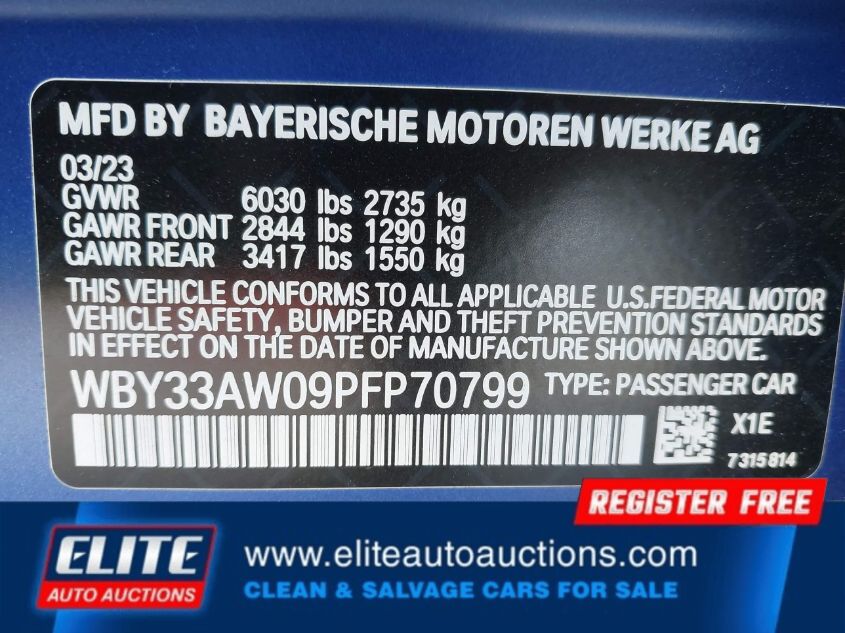 MFD BY BAYERISCHE MOTOREN WERKE AG
03/23
GVWR 6030 lbs 2735 kg
GAWR FRONT 2844 lbs 1290 kg
GAWR REAR 3417 lbs 1550 kg
THIS VEHICLE CONFORMS TO ALL APPLICABLE U.S.FEDERAL MOTOR
VEHICLE SAFETY, BUMPER AND THEFT PREVENTION STANDARDS
IN EFFECT ON THE DATE OF MANUFACTURE SHOWN ABOVE.
WBY33AW09PFP70799 TYPE: PASSENGER CAR
X1E
7315814
REGISTER FREE
ELITE
AUTO AUCTIONS
www.eliteautoauctions.com
CLEAN & SALVAGE CARS FOR SALE